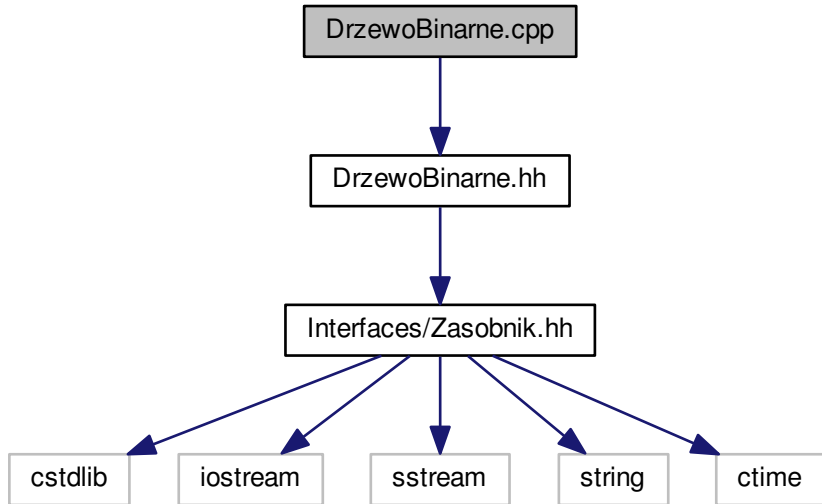 DrzewoBinarne.cpp
DrzewoBinarne.hh
Interfaces/Zasobnik.hh
cstdlib
iostream
sstream
string
ctime